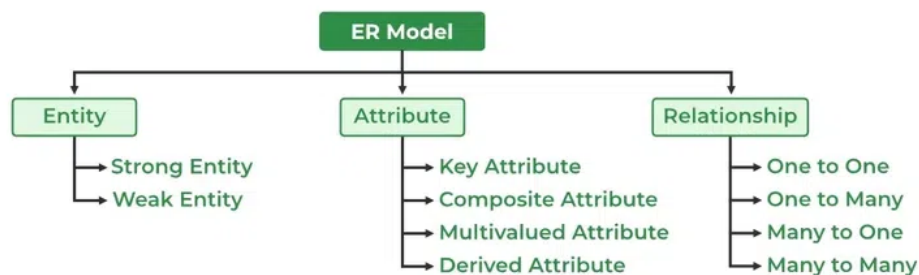 ER Model
Entity
Strong Entity
Weak Entity
Attribute
Key Attribute
Composite Attribute
Multivalued Attribute
Derived Attribute
Relationship
One to One
One to Many
Many to One
Many to Many